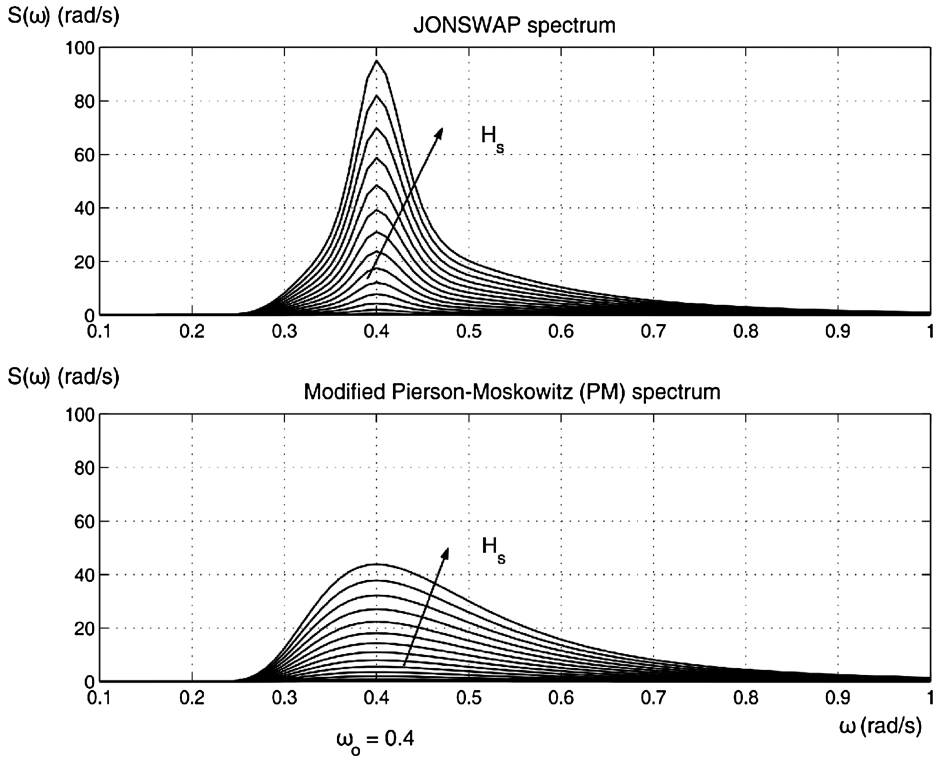 S(ω) (rad/s)
JONSWAP spectrum
100
80
60
40
20
0
H_s
0.1 0.2 0.3 0.4 0.5 0.6 0.7 0.8 0.9 1
S(ω) (rad/s)
Modified Pierson-Moskowitz (PM) spectrum
100
80
60
40
20
0
H_s
0.1 0.2 0.3 0.4 0.5 0.6 0.7 0.8 0.9 1
ω (rad/s)
ω_o = 0.4